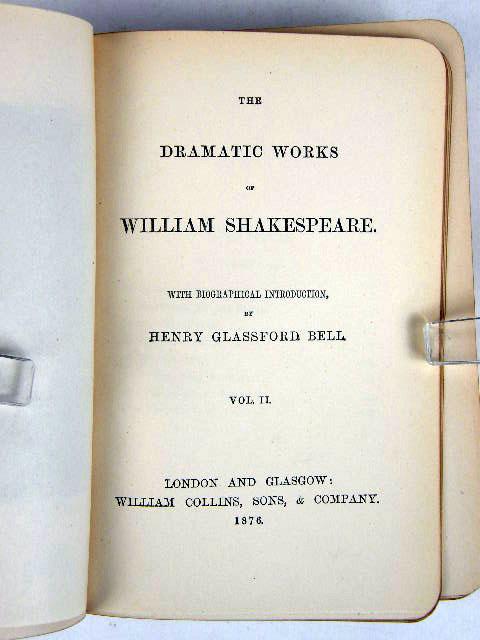 THE
DRAMATIC WORKS
OF
WILLIAM SHAKESPEARE.
WITH BIOGRAPHICAL INTRODUCTION,
BY
HENRY GLASSFORD BELL.
VOL. II.
LONDON AND GLASGOW:
WILLIAM COLLINS, SONS, & COMPANY.
1876.